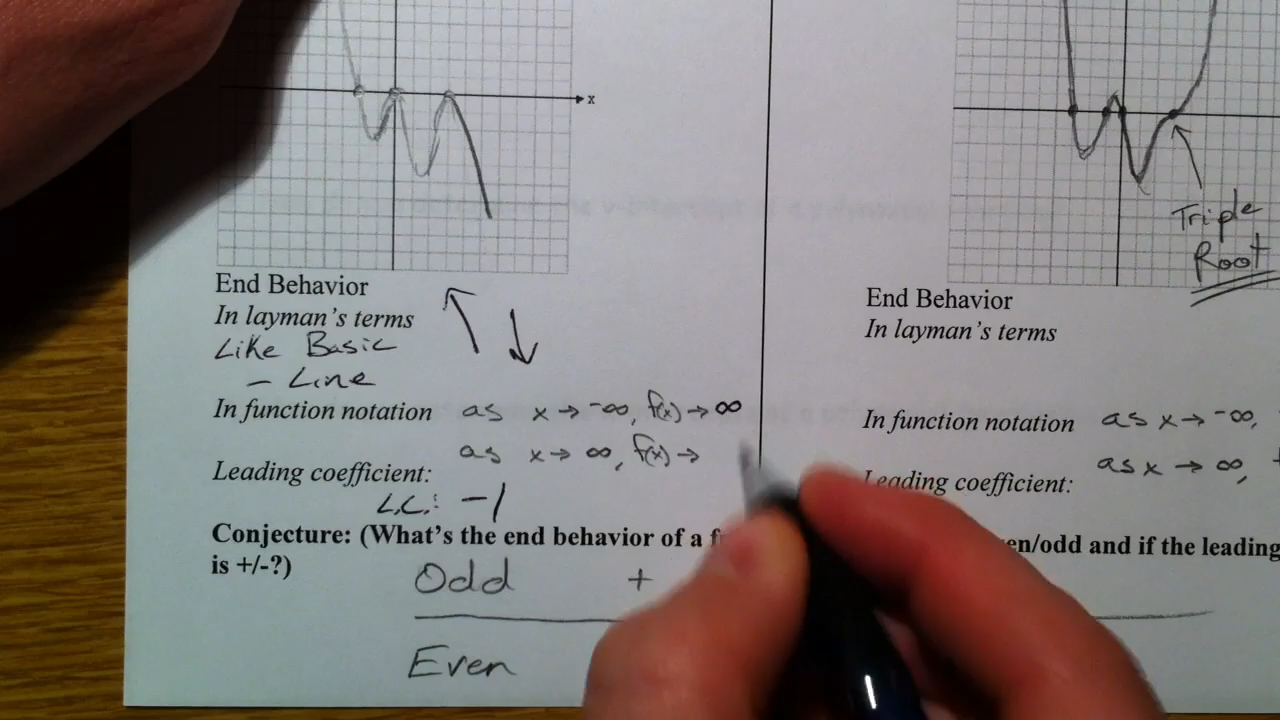 x
Triple
Root
End Behavior
In layman's terms
Like Basic
- Line
In function notation as x → -∞, f(x) → ∞
as x → ∞, f(x) →
Leading coefficient:
L.C.: -1
End Behavior
In layman's terms
In function notation as x → -∞,
as x → ∞,
Leading coefficient:
Conjecture: (What's the end behavior of a en/odd and if the leading
is +/-?)
Odd +
Even